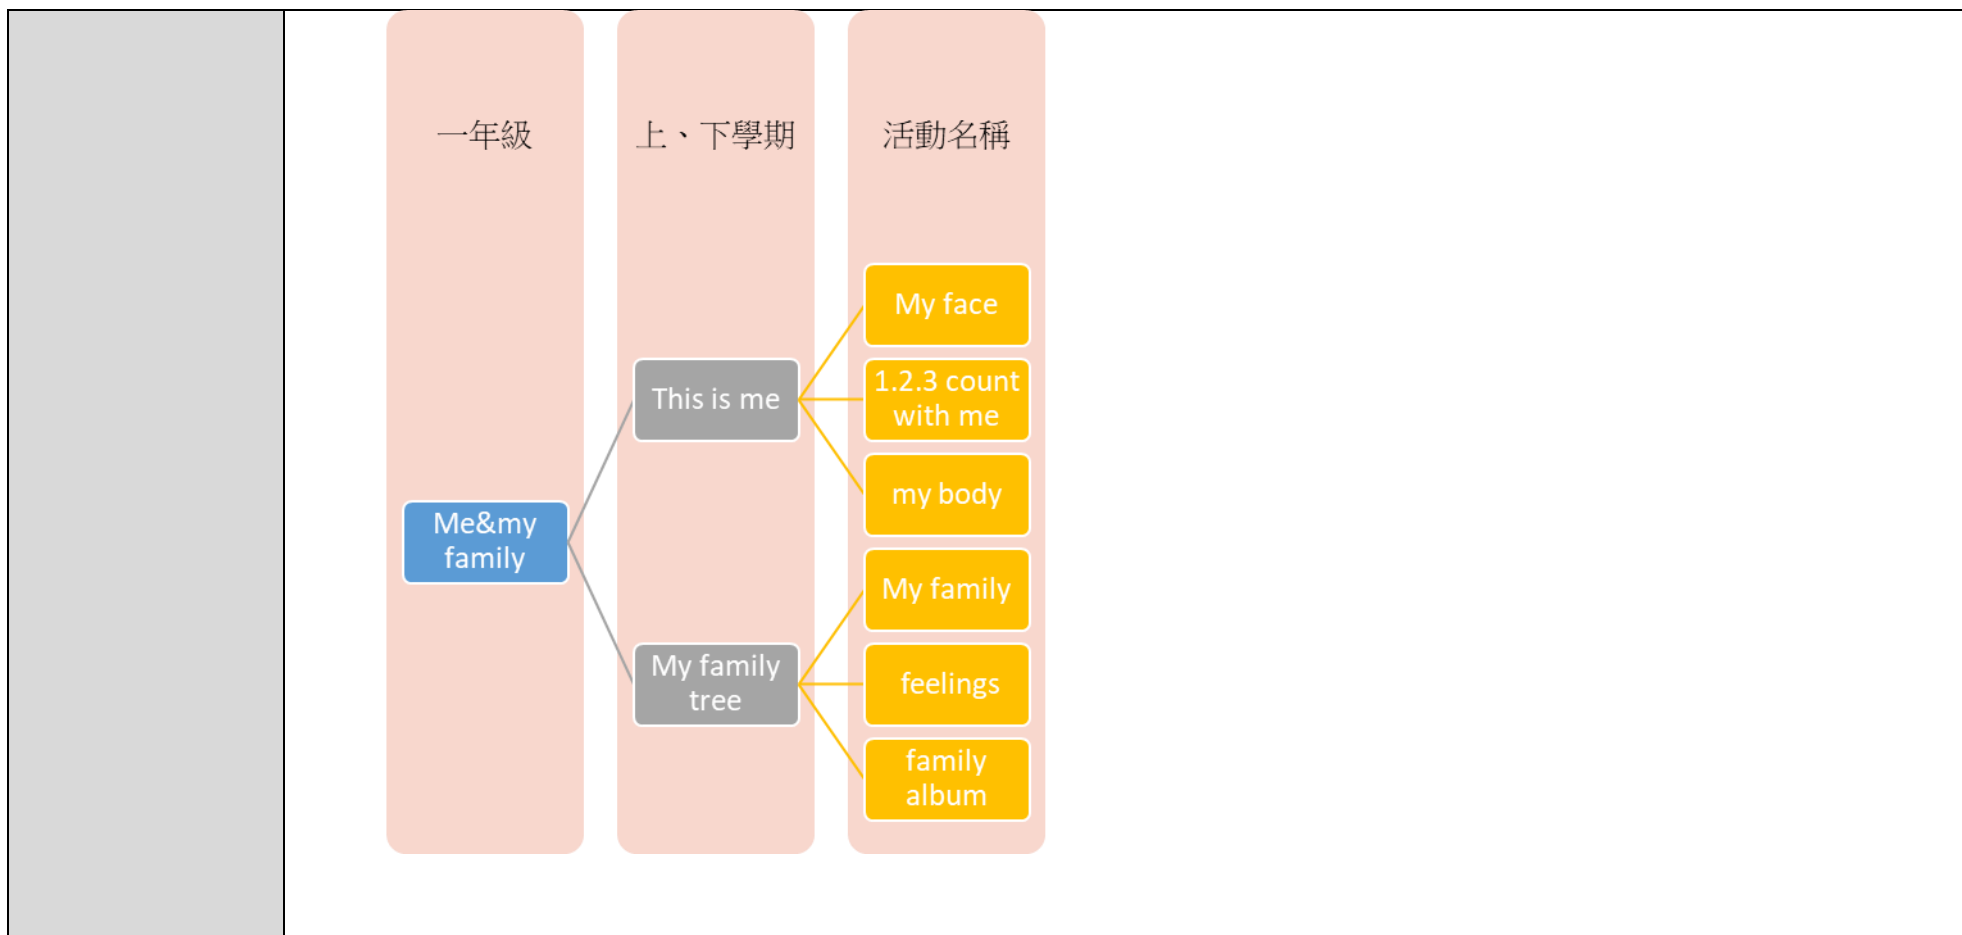 一年級
上、下學期
活動名稱
My face
This is me
1.2.3 count
with me
my body
Me&my
family
My family
My family
tree
feelings
family
album